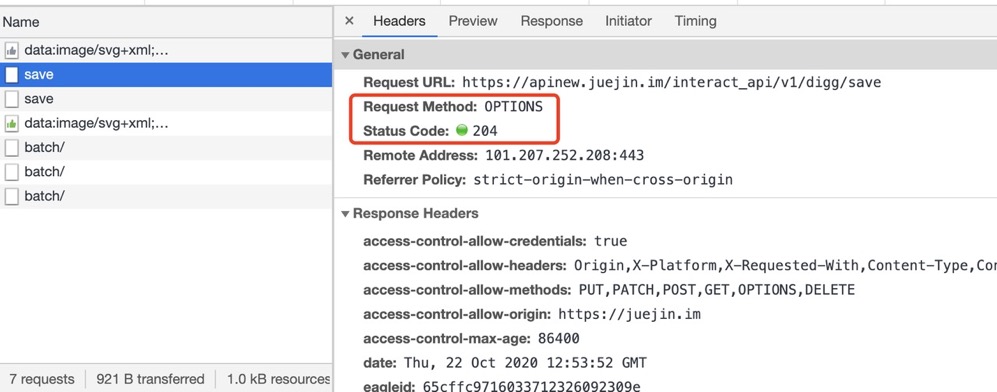 Name
data:image/svg+xml;...
save
save
data:image/svg+xml;...
batch/
batch/
batch/
7 requests 921 B transferred 1.0 kB resources
× Headers Preview Response Initiator Timing
General
Request URL: https://apinew.juejin.im/interact_api/v1/digg/save
Request Method: OPTIONS
Status Code: 204
Remote Address: 101.207.252.208:443
Referrer Policy: strict-origin-when-cross-origin
Response Headers
access-control-allow-credentials: true
access-control-allow-headers: Origin,X-Platform,X-Requested-With,Content-Type,Con
access-control-allow-methods: PUT,PATCH,POST,GET,OPTIONS,DELETE
access-control-allow-origin: https://juejin.im
access-control-max-age: 86400
date: Thu, 22 Oct 2020 12:53:52 GMT
eagleid: 65cffc9716033712326092309e